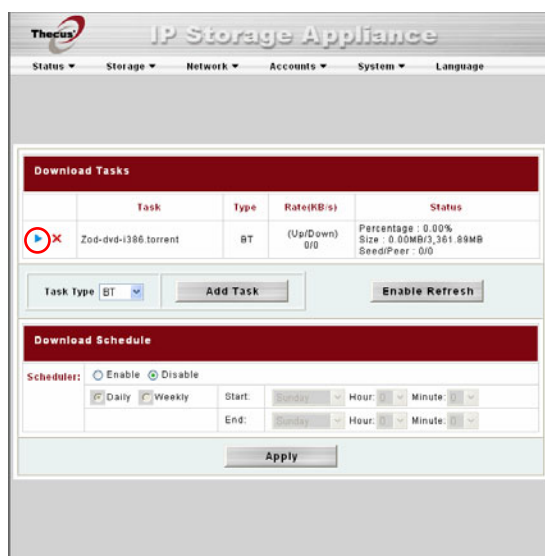 Thecus
IP Storage Appliance
Status Storage Network Accounts System Language
Download Tasks
Task Type Rate(KB/s) Status
Zod-dvd-i386.torrent BT (Up/Down) 0/0 Percentage : 0.00%
Size : 0.00MB/3,361.89MB
Seed/Peer : 0/0
Task Type BT Add Task Enable Refresh
Download Schedule
Scheduler: Enable Disable
Daily Weekly Start: Sunday Hour: 0 Minute: 0
End: Sunday Hour: 0 Minute: 0
Apply